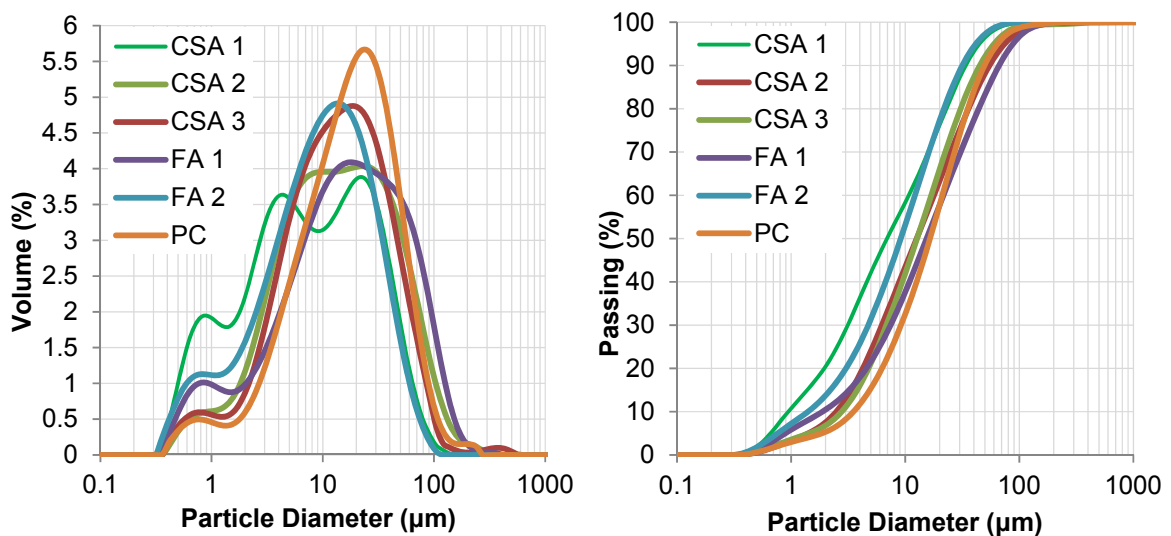 6
5.5
5
4.5
4
3.5
3
2.5
2
1.5
1
0.5
0
Volume (%)
CSA 1
CSA 2
CSA 3
FA 1
FA 2
PC
0.1 1 10 100 1000
Particle Diameter (µm)
100
90
80
70
60
50
40
30
20
10
0
Passing (%)
CSA 1
CSA 2
CSA 3
FA 1
FA 2
PC
0.1 1 10 100 1000
Particle Diameter (µm)